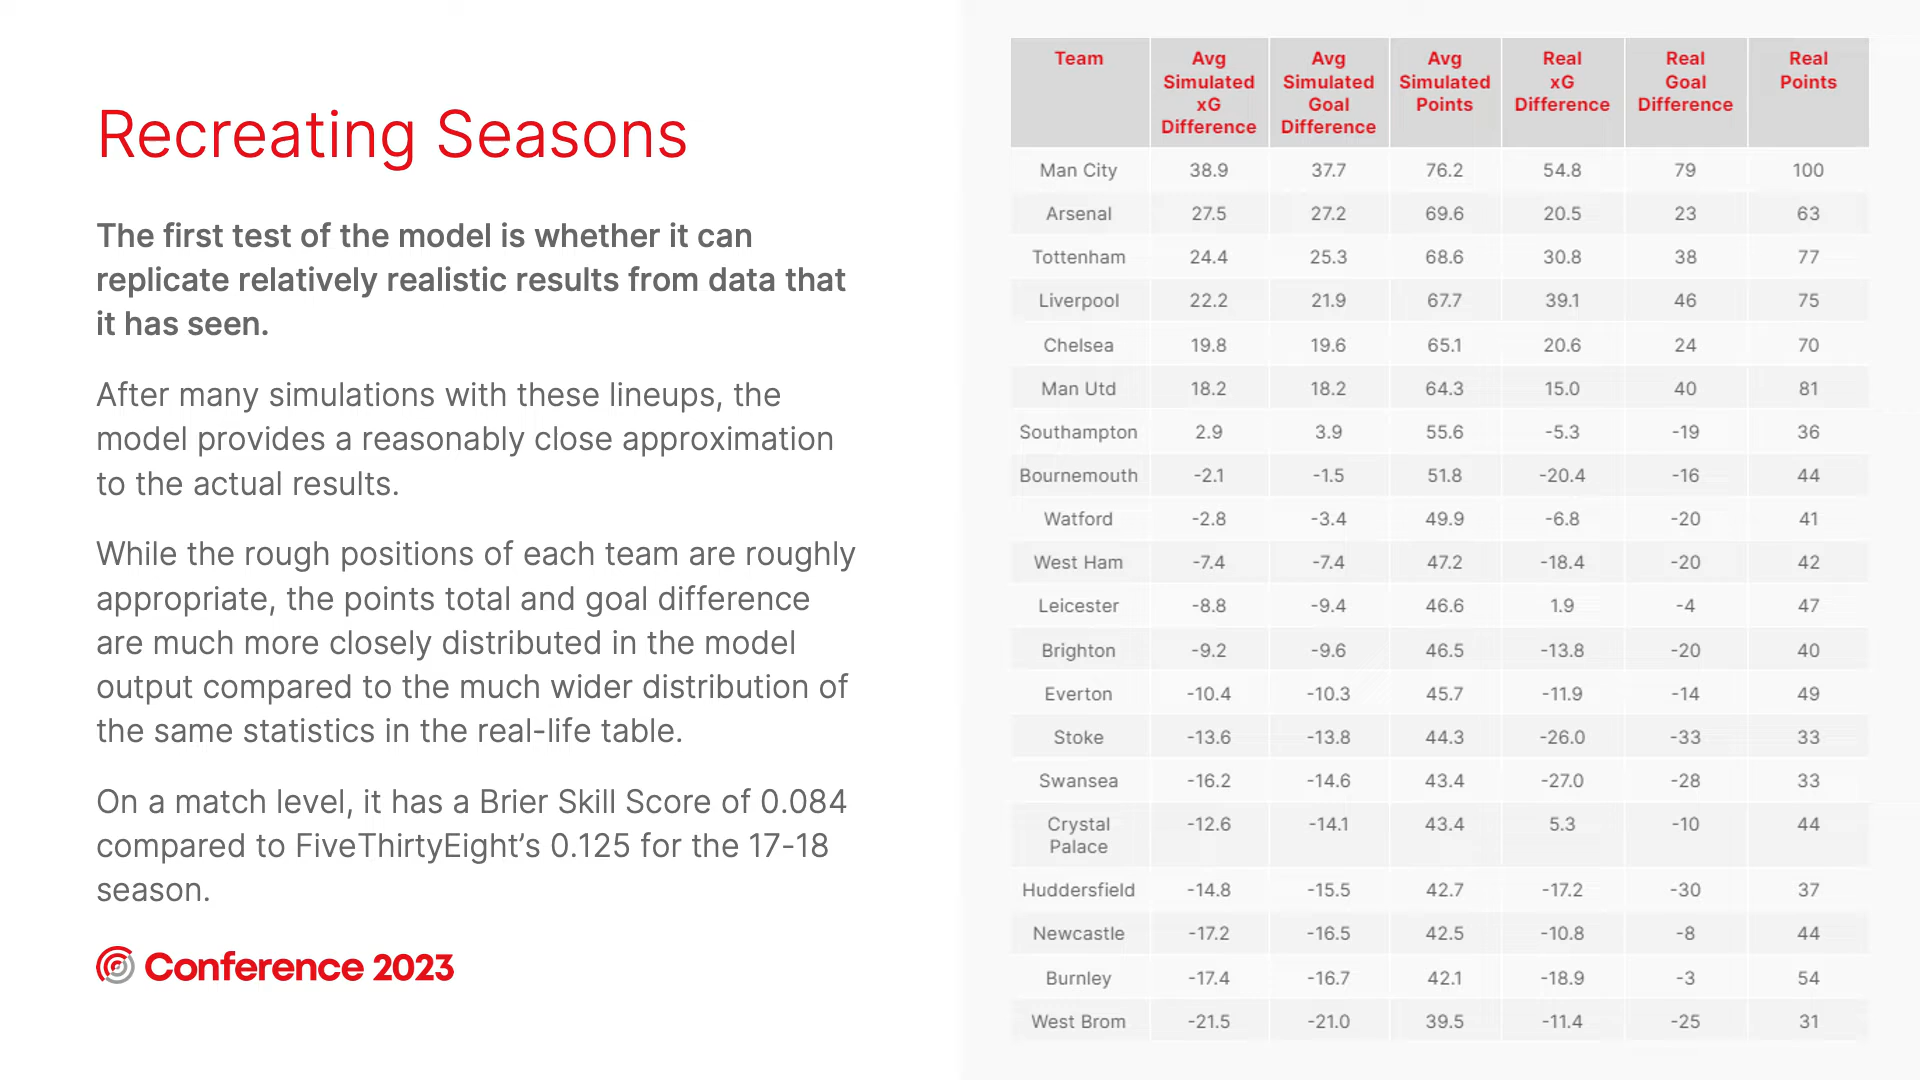 Recreating Seasons
The first test of the model is whether it can
replicate relatively realistic results from data that
it has seen.
After many simulations with these lineups, the
model provides a reasonably close approximation
to the actual results.
While the rough positions of each team are roughly
appropriate, the points total and goal difference
are much more closely distributed in the model
output compared to the much wider distribution of
the same statistics in the real-life table.
On a match level, it has a Brier Skill Score of 0.084
compared to FiveThirtyEight’s 0.125 for the 17-18
season.
Conference 2023
Team Avg Simulated xG Difference Avg Simulated Goal Difference Avg Simulated Points Real xG Difference Real Goal Difference Real Points
Man City 38.9 37.7 76.2 54.8 79 100
Arsenal 27.5 27.2 69.6 20.5 23 63
Tottenham 24.4 25.3 68.6 30.8 38 77
Liverpool 22.2 21.9 67.7 39.1 46 75
Chelsea 19.8 19.6 65.1 20.6 24 70
Man Utd 18.2 18.2 64.3 15.0 40 81
Southampton 2.9 3.9 55.6 -5.3 -19 36
Bournemouth -2.1 -1.5 51.8 -20.4 -16 44
Watford -2.8 -3.4 49.9 -6.8 -20 41
West Ham -7.4 -7.4 47.2 -18.4 -20 42
Leicester -8.8 -9.4 46.6 1.9 -4 47
Brighton -9.2 -9.6 46.5 -13.8 -20 40
Everton -10.4 -10.3 45.7 -11.9 -14 49
Stoke -13.6 -13.8 44.3 -26.0 -33 33
Swansea -16.2 -14.6 43.4 -27.0 -28 33
Crystal Palace -12.6 -14.1 43.4 5.3 -10 44
Huddersfield -14.8 -15.5 42.7 -17.2 -30 37
Newcastle -17.2 -16.5 42.5 -10.8 -8 44
Burnley -17.4 -16.7 42.1 -18.9 -3 54
West Brom -21.5 -21.0 39.5 -11.4 -25 31